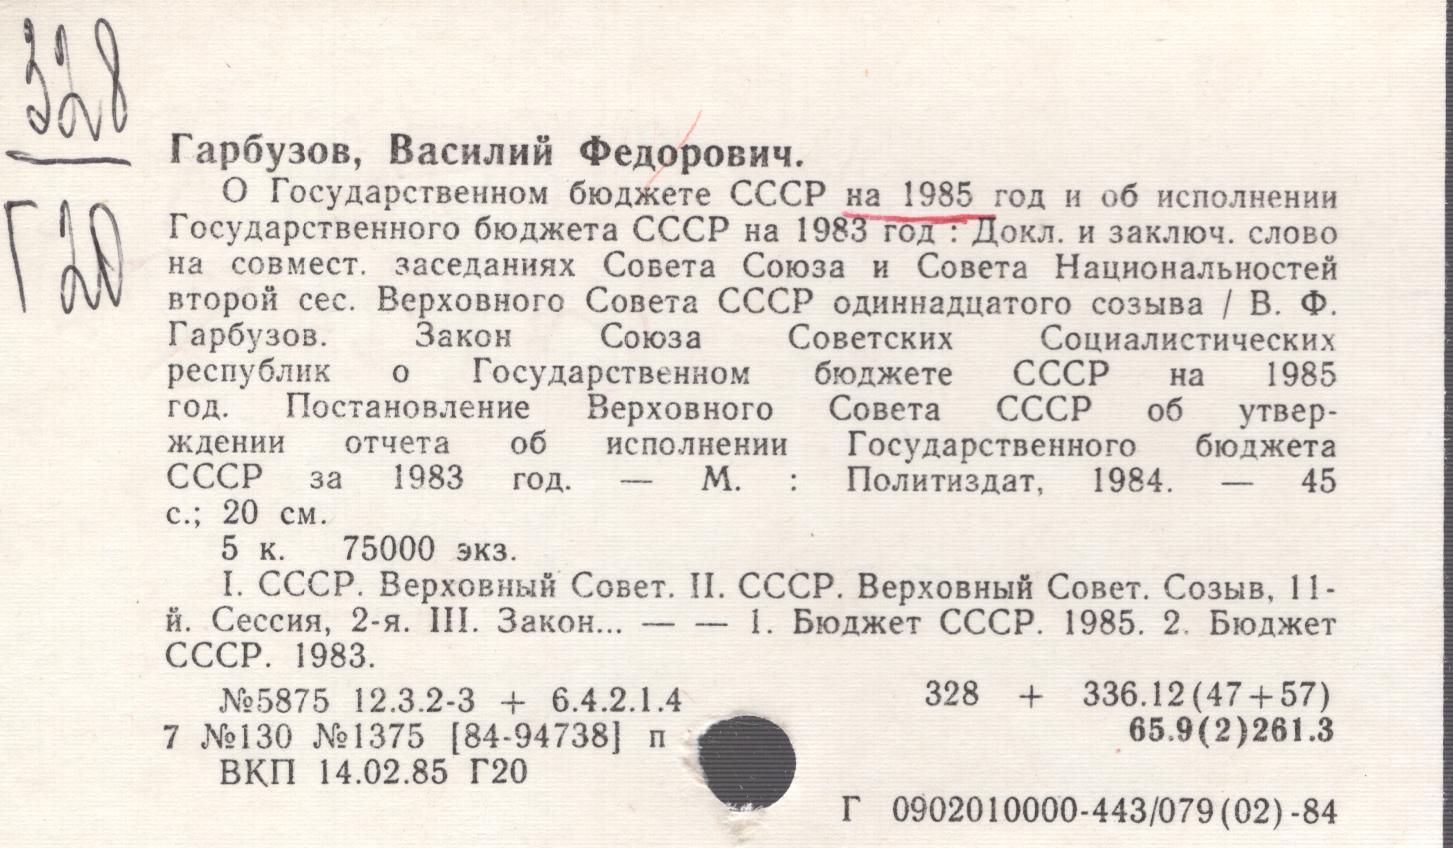 328
Г20
Гарбузов, Василий Федорович.
О Государственном бюджете СССР на 1985 год и об исполнении
Государственного бюджета СССР на 1983 год : Докл. и заключ. слово
на совмест. заседаниях Совета Союза и Совета Национальностей
второй сес. Верховного Совета СССР одиннадцатого созыва / В. Ф.
Гарбузов. Закон Союза Советских Социалистических
республик о Государственном бюджете СССР на 1985
год. Постановление Верховного Совета СССР об утвер-
ждении отчета об исполнении Государственного бюджета
СССР за 1983 год. — М. : Политиздат, 1984. — 45
с.; 20 см.
5 к. 75000 экз.
I. СССР. Верховный Совет. II. СССР. Верховный Совет. Созыв, 11-
й. Сессия, 2-я. III. Закон... — — 1. Бюджет СССР. 1985. 2. Бюджет
СССР. 1983.
№5875 12.3.2-3 + 6.4.2.1.4 328 + 336.12(47+57)
7 №130 №1375 [84-94738] п 65.9(2)261.3
ВКП 14.02.85 Г20
Г 0902010000-443/079(02)-84